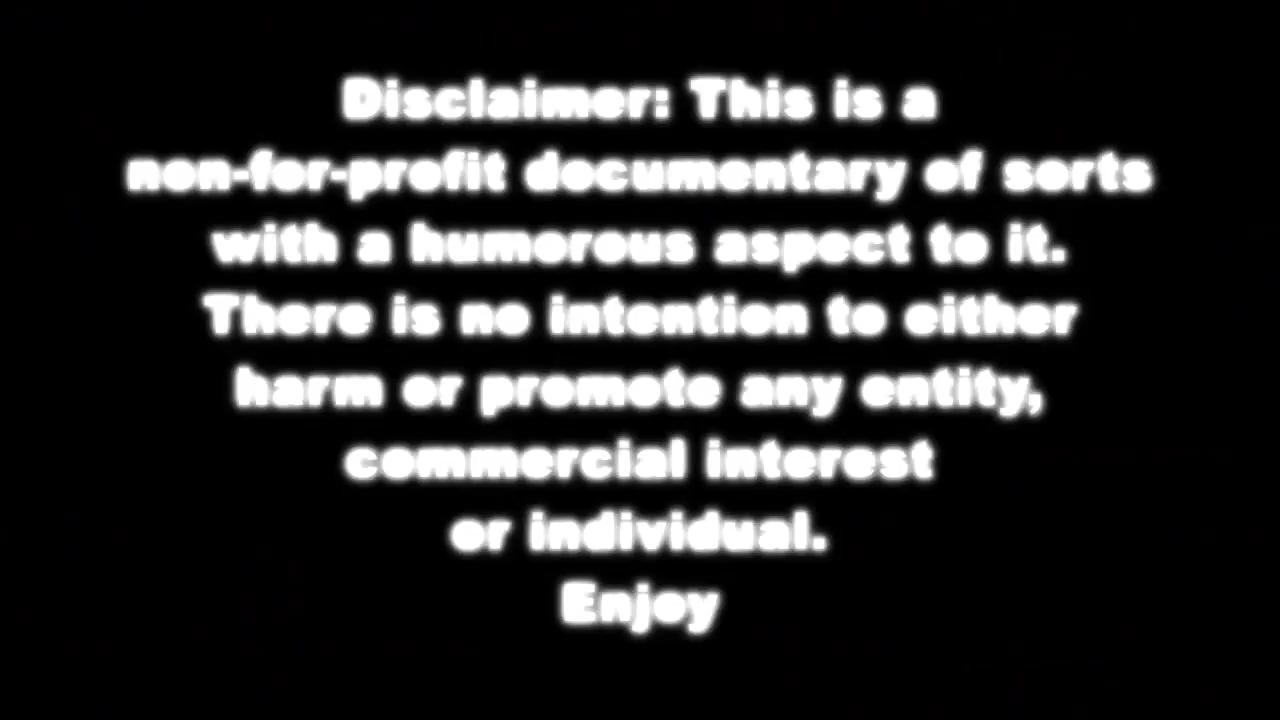 Disclaimer: This is a
non-for-profit documentary of sorts
with a humorous aspect to it.
There is no intention to either
harm or promote any entity,
commercial interest
or individual.
Enjoy